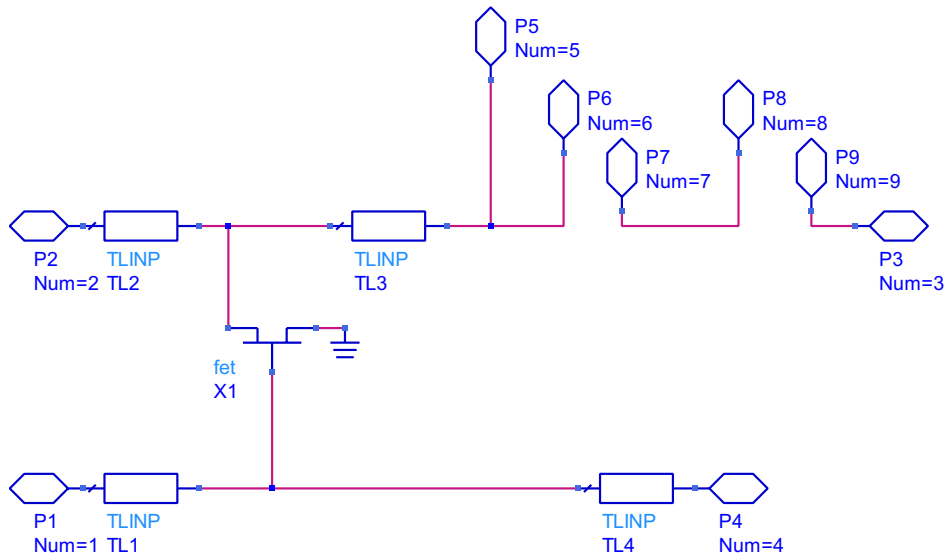 P5
Num=5
P6
Num=6
P8
Num=8
P7
Num=7
P9
Num=9
P2
Num=2
TLINP
TL2
TLINP
TL3
P3
Num=3
fet
X1
P1
Num=1
TLINP
TL1
TLINP
TL4
P4
Num=4